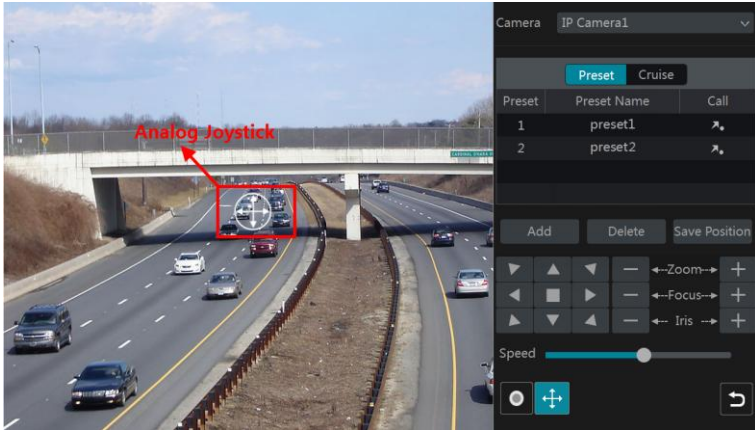 Analog Joystick
Camera IP Camera1
Preset Cruise
Preset Preset Name Call
1 preset1
2 preset2
Add Delete Save Position
Zoom
Focus
Iris
Speed